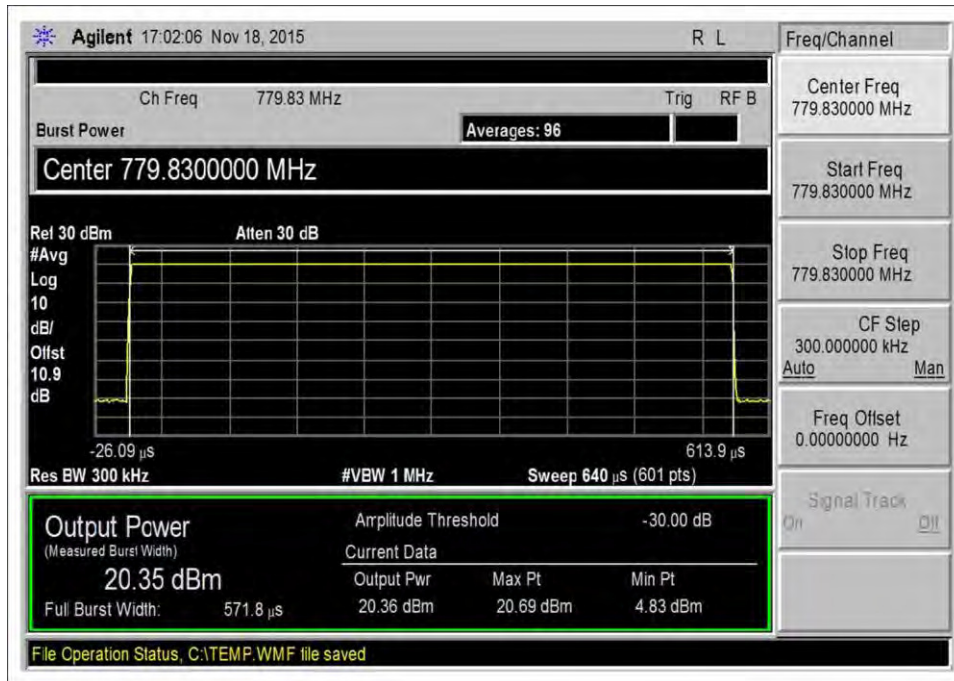 Agilent 17:02:06 Nov 18, 2015 R L
Freq/Channel
Ch Freq 779.83 MHz Trig RF B
Burst Power Averages: 96
Center 779.8300000 MHz
Ref 30 dBm Atten 30 dB
#Avg
Log
10
dB/
Offst
10.9
dB
-26.09 µs 613.9 µs
Res BW 300 kHz #VBW 1 MHz Sweep 640 µs (601 pts)
Output Power
(Measured Burst Width)
20.35 dBm
Full Burst Width: 571.8 µs
Amplitude Threshold -30.00 dB
Current Data
Output Pwr Max Pt Min Pt
20.36 dBm 20.69 dBm 4.83 dBm
File Operation Status, C:\TEMP.WMF file saved
Center Freq
779.830000 MHz
Start Freq
779.830000 MHz
Stop Freq
779.830000 MHz
CF Step
300.000000 kHz
Auto Man
Freq Offset
0.00000000 Hz
Signal Track
On Off